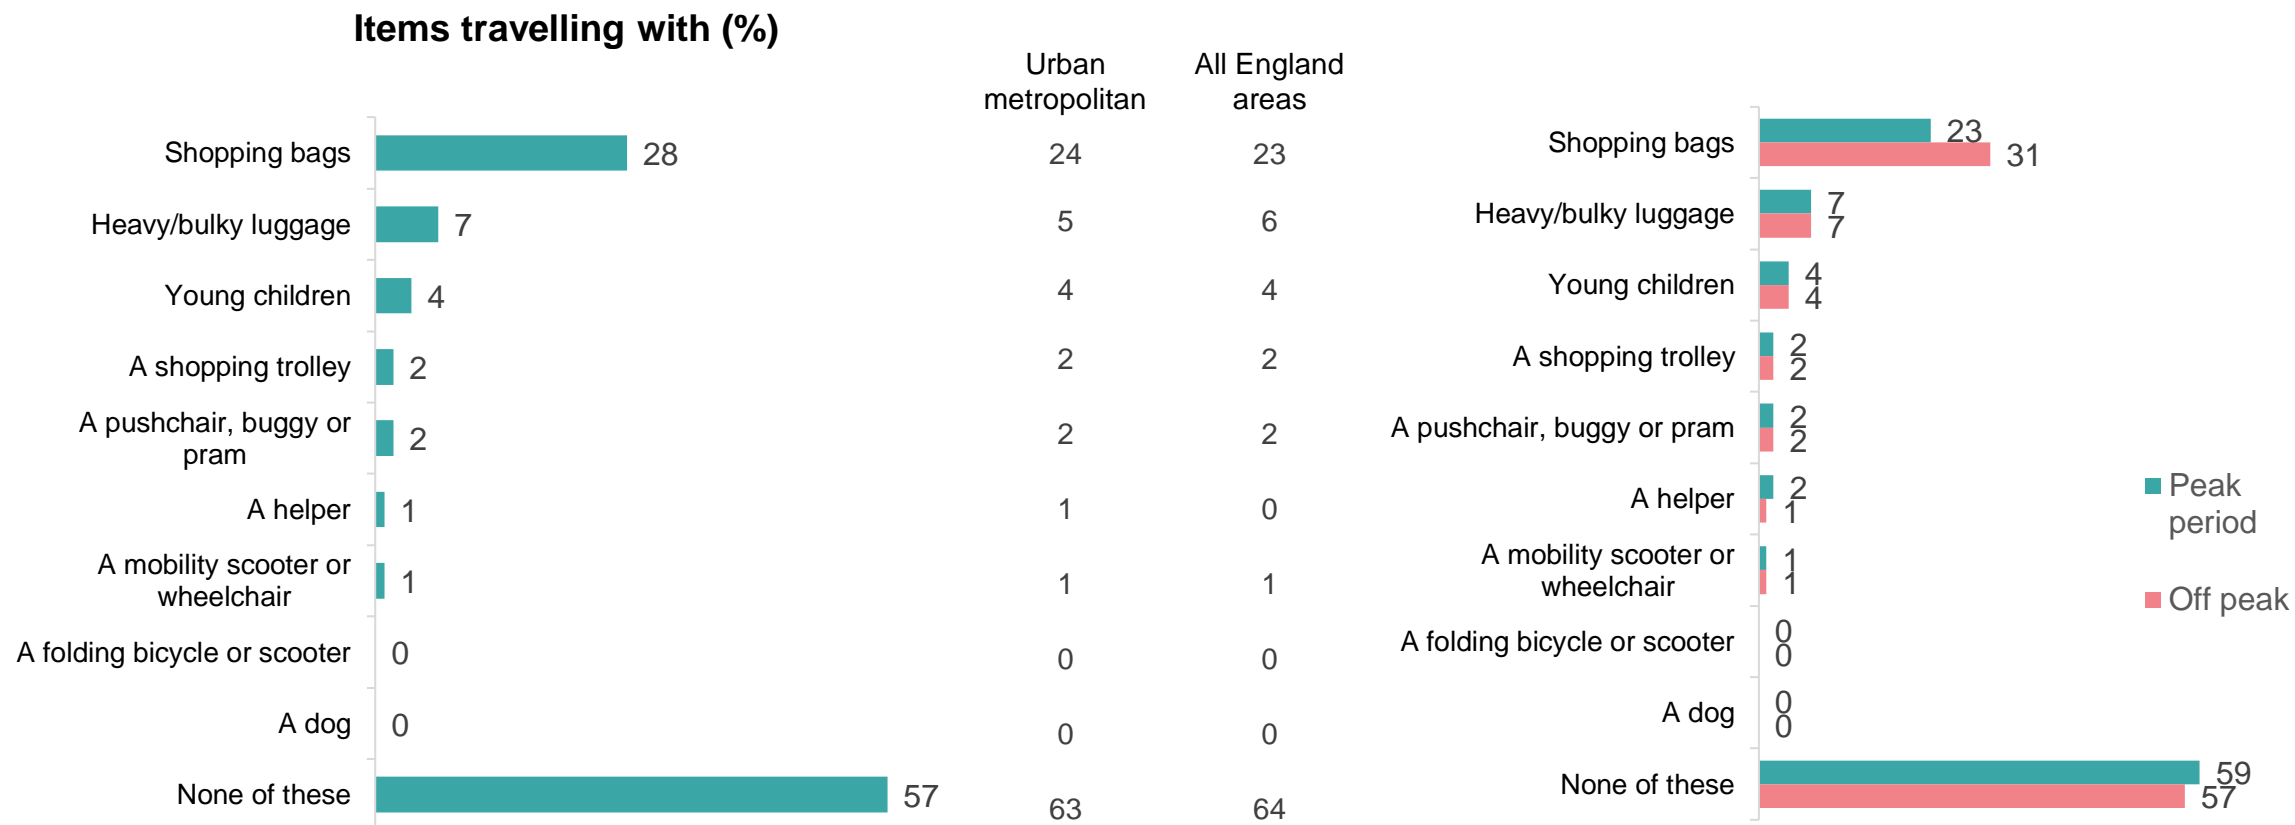 Items travelling with (%)
Urban
metropolitan
All England
areas
Shopping bags
28
24
23
Heavy/bulky luggage
7
5
6
Young children
4
4
4
A shopping trolley
2
2
2
A pushchair, buggy or
pram
2
2
2
A helper
1
1
0
A mobility scooter or
wheelchair
1
1
1
A folding bicycle or scooter
0
0
0
A dog
0
0
0
None of these
57
63
64
Shopping bags
23
31
Heavy/bulky luggage
7
7
Young children
4
4
A shopping trolley
2
2
A pushchair, buggy or pram
2
2
A helper
2
1
A mobility scooter or
wheelchair
1
1
A folding bicycle or scooter
0
0
A dog
0
0
None of these
59
57
Peak
period
Off peak